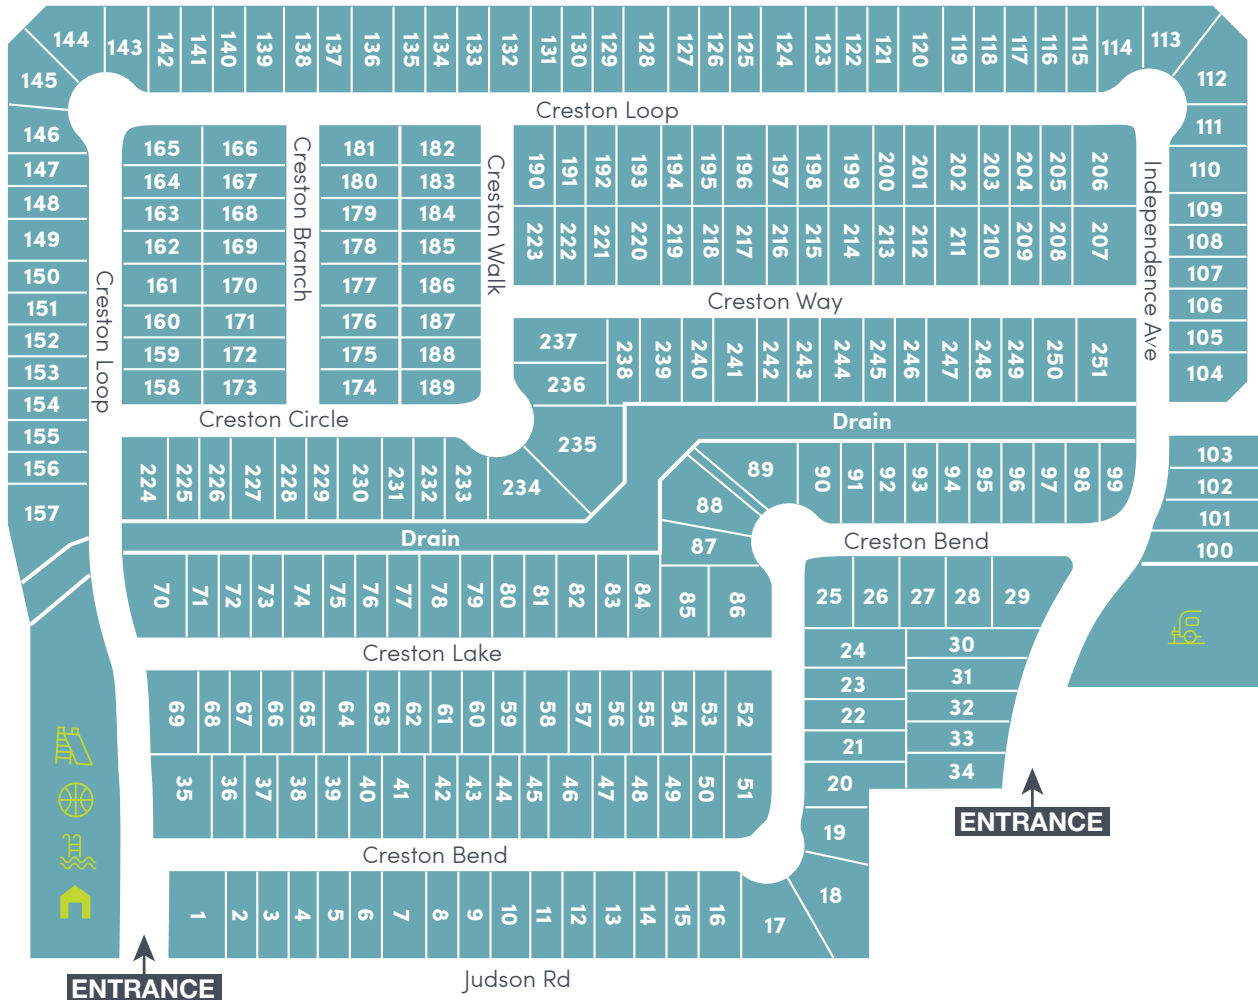 144 143 142 141 140 139 138 137 136 135 134 133 132 131 130 129 128 127 126 125 124 123 122 121 120 119 118 117 116 115 114 113
145
112
Creston Loop
146
111
165 166
181 182
190 191 192 193 194 195 196 197 198 199 200 201 202 203 204 205 206
147
110
164 167
180 183
148
109
163 168
179 184
149
108
162 169
178 185
223 222 221 220 219 218 217 216 215 214 213 212 211 210 209 208 207
150
107
161 170
177 186
151
106
160 171
176 187
152
105
159 172
175 188
153
104
158 173
174 189
154
155
156
157
Creston Loop
Creston Branch
Creston Walk
Independence Ave
Creston Way
237
236
238 239 240 241 242 243 244 245 246 247 248 249 250 251
235
Creston Circle
Drain
224 225 226 227 228 229 230 231 232 233 234
89 90 91 92 93 94 95 96 97 98 99
88
87
103
102
101
100
Drain
Creston Bend
70 71 72 73 74 75 76 77 78 79 80 81 82 83 84 85 86
25 26 27 28 29
Creston Lake
24 30
23 31
22 32
21 33
20 34
19
18
69 68 67 66 65 64 63 62 61 60 59 58 57 56 55 54 53 52
35 36 37 38 39 40 41 42 43 44 45 46 47 48 49 50 51
ENTRANCE
Creston Bend
1 2 3 4 5 6 7 8 9 10 11 12 13 14 15 16 17
Judson Rd
ENTRANCE